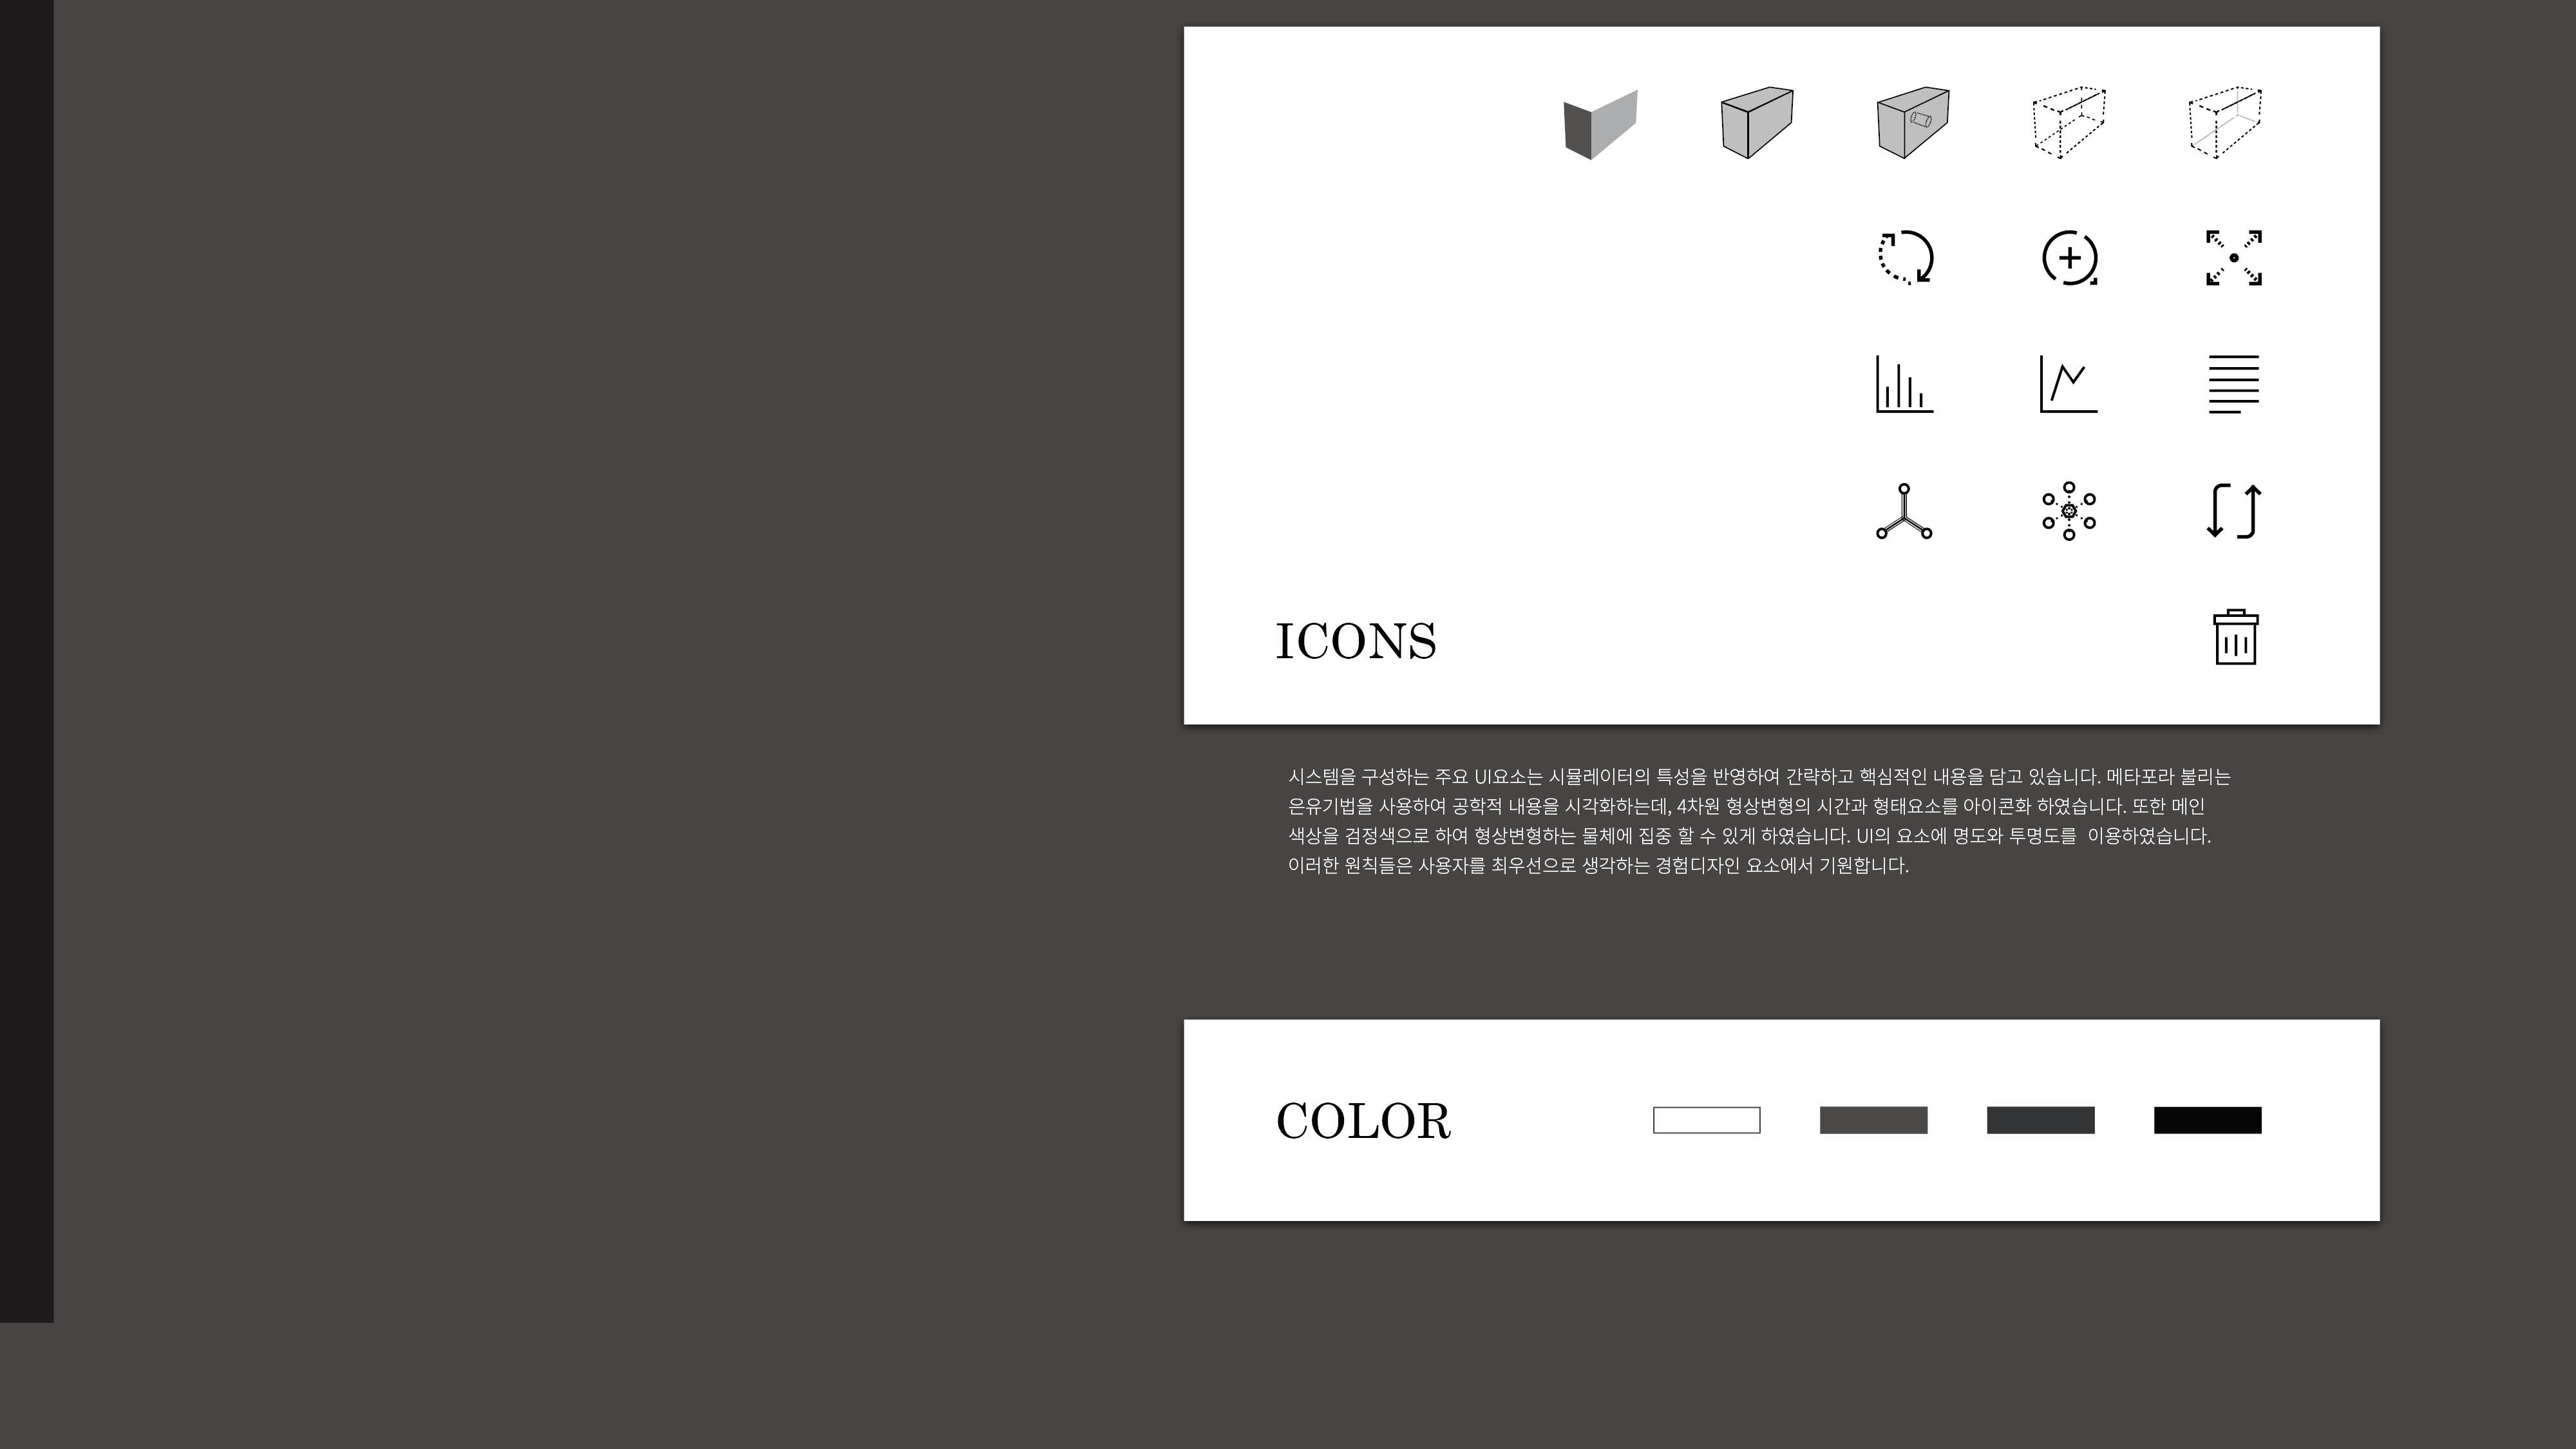 ICONS
시스템을 구성하는 주요 UI요소는 시뮬레이터의 특성을 반영하여 간략하고 핵심적인 내용을 담고 있습니다. 메타포라 불리는
은유기법을 사용하여 공학적 내용을 시각화하는데, 4차원 형상변형의 시간과 형태요소를 아이콘화 하였습니다. 또한 메인
색상을 검정색으로 하여 형상변형하는 물체에 집중 할 수 있게 하였습니다. UI의 요소에 명도와 투명도를  이용하였습니다.
이러한 원칙들은 사용자를 최우선으로 생각하는 경험디자인 요소에서 기원합니다.
COLOR